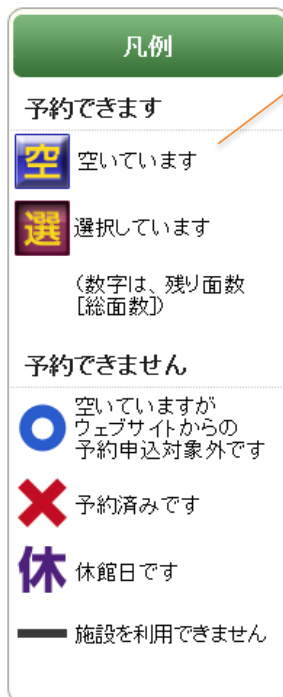 凡例
予約できます
空 空いています
選 選択しています
(数字は、残り面数
[総面数])
予約できません
空いていますが
ウェブサイトからの
予約申込対象外です
予約済みです
休 休館日です
施設を利用できません